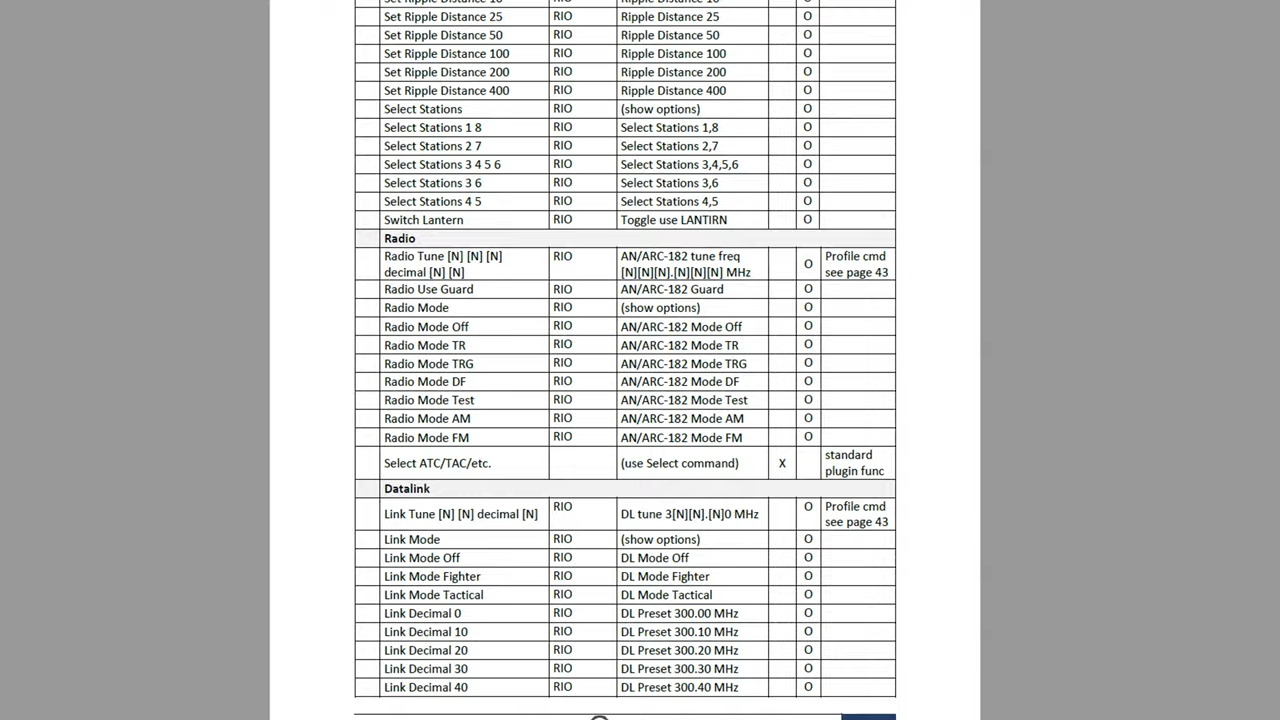 Set Ripple Distance 10 RIO Ripple Distance 10 O
Set Ripple Distance 25 RIO Ripple Distance 25 O
Set Ripple Distance 50 RIO Ripple Distance 50 O
Set Ripple Distance 100 RIO Ripple Distance 100 O
Set Ripple Distance 200 RIO Ripple Distance 200 O
Set Ripple Distance 400 RIO Ripple Distance 400 O
Select Stations RIO (show options) O
Select Stations 1 8 RIO Select Stations 1,8 O
Select Stations 2 7 RIO Select Stations 2,7 O
Select Stations 3 4 5 6 RIO Select Stations 3,4,5,6 O
Select Stations 3 6 RIO Select Stations 3,6 O
Select Stations 4 5 RIO Select Stations 4,5 O
Switch Lantern RIO Toggle use LANTIRN O
Radio
Radio Tune [N] [N] [N] RIO AN/ARC-182 tune freq O Profile cmd
decimal [N] [N] [N][N][N].[N][N][N] MHz see page 43
Radio Use Guard RIO AN/ARC-182 Guard O
Radio Mode RIO (show options) O
Radio Mode Off RIO AN/ARC-182 Mode Off O
Radio Mode TR RIO AN/ARC-182 Mode TR O
Radio Mode TRG RIO AN/ARC-182 Mode TRG O
Radio Mode DF RIO AN/ARC-182 Mode DF O
Radio Mode Test RIO AN/ARC-182 Mode Test O
Radio Mode AM RIO AN/ARC-182 Mode AM O
Radio Mode FM RIO AN/ARC-182 Mode FM O
Select ATC/TAC/etc. (use Select command) X standard
plugin func
Datalink
Link Tune [N] [N] decimal [N] RIO DL tune 3[N][N].[N]0 MHz O Profile cmd
see page 43
Link Mode RIO (show options) O
Link Mode Off RIO DL Mode Off O
Link Mode Fighter RIO DL Mode Fighter O
Link Mode Tactical RIO DL Mode Tactical O
Link Decimal 0 RIO DL Preset 300.00 MHz O
Link Decimal 10 RIO DL Preset 300.10 MHz O
Link Decimal 20 RIO DL Preset 300.20 MHz O
Link Decimal 30 RIO DL Preset 300.30 MHz O
Link Decimal 40 RIO DL Preset 300.40 MHz O